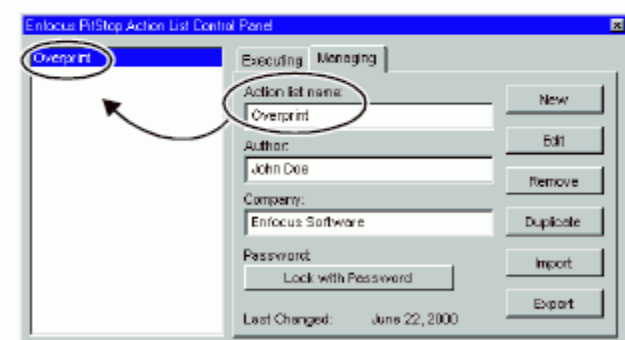 Enfocus PitStop Action List Control Panel
Overprint
Executing Managing
Action list name:
Overprint
New
Author:
Edit
John Doe
Remove
Company:
Enfocus Software
Duplicate
Password:
Lock with Password
Import
Export
Last Changed: June 22, 2000